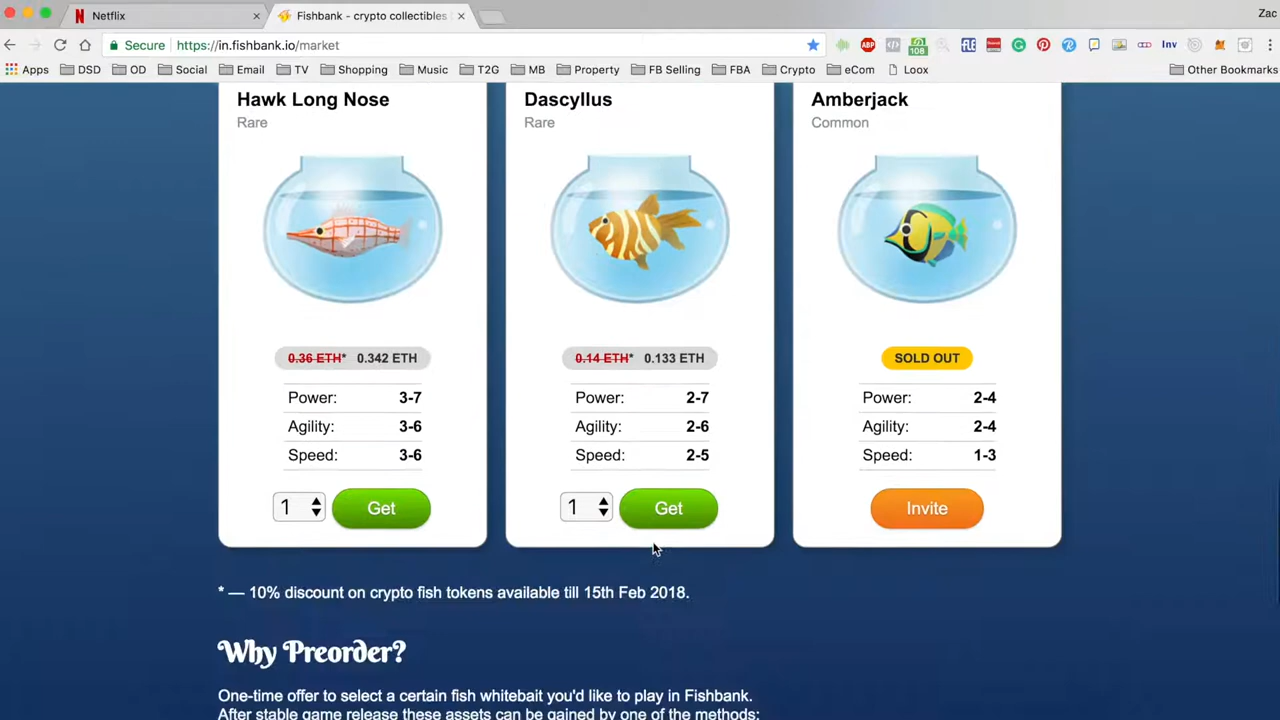 Netflix
Fishbank - crypto collectibles
Zac
Secure
https://in.fishbank.io/market
ABP
108
Inv
Apps
DSD
OD
Social
Email
TV
Shopping
Music
T2G
MB
Property
FB Selling
FBA
Crypto
eCom
Loox
Other Bookmarks
Hawk Long Nose
Rare
0.36 ETH* 0.342 ETH
Power: 3-7
Agility: 3-6
Speed: 3-6
1
Get
Dascyllus
Rare
0.14 ETH* 0.133 ETH
Power: 2-7
Agility: 2-6
Speed: 2-5
1
Get
Amberjack
Common
SOLD OUT
Power: 2-4
Agility: 2-4
Speed: 1-3
Invite
* — 10% discount on crypto fish tokens available till 15th Feb 2018.
Why Preorder?
One-time offer to select a certain fish whitebait you'd like to play in Fishbank.
After stable game release these assets can be gained by one of the methods: